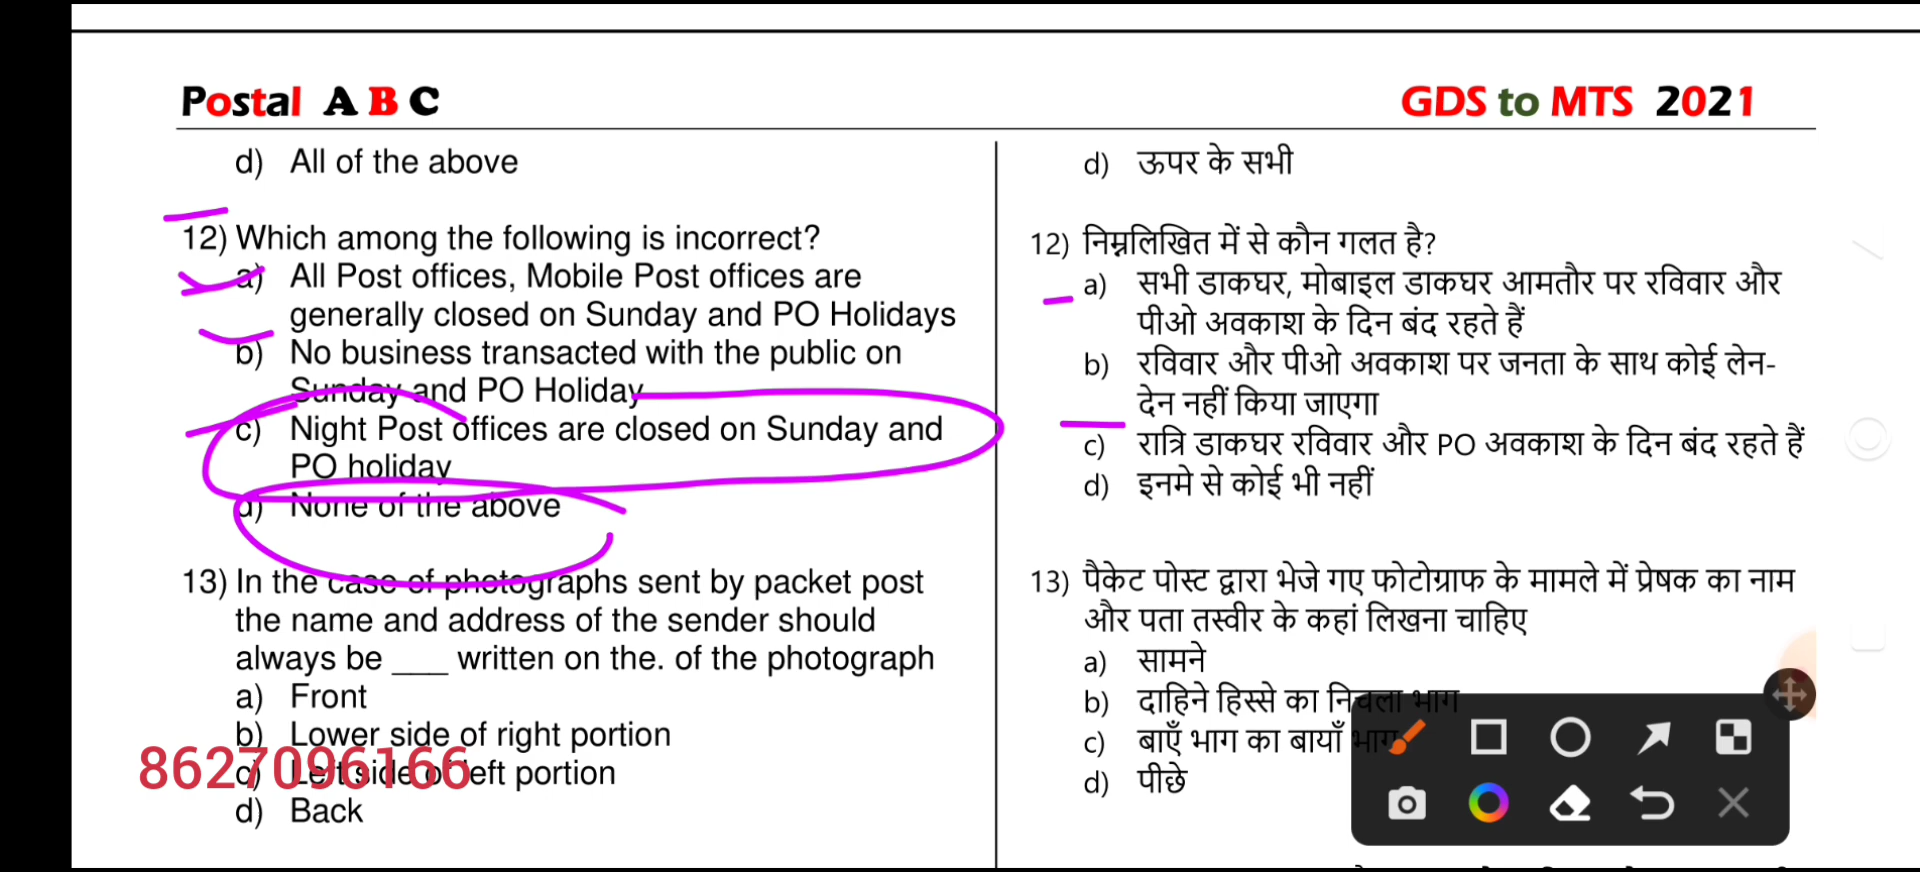 Postal A B C
GDS to MTS 2021
d) All of the above
12) Which among the following is incorrect?
a) All Post offices, Mobile Post offices are
generally closed on Sunday and PO Holidays
b) No business transacted with the public on
Sunday and PO Holiday
c) Night Post offices are closed on Sunday and
PO holiday
d) None of the above
13) In the case of photographs sent by packet post
the name and address of the sender should
always be ___ written on the. of the photograph
a) Front
b) Lower side of right portion
c) Left side of left portion
d) Back
8627096166
d) ऊपर के सभी
12) निम्नलिखित में से कौन गलत है?
a) सभी डाकघर, मोबाइल डाकघर आमतौर पर रविवार और
पीओ अवकाश के दिन बंद रहते हैं
b) रविवार और पीओ अवकाश पर जनता के साथ कोई लेन-
देन नहीं किया जाएगा
c) रात्रि डाकघर रविवार और PO अवकाश के दिन बंद रहते हैं
d) इनमे से कोई भी नहीं
13) पैकेट पोस्ट द्वारा भेजे गए फोटोग्राफ के मामले में प्रेषक का नाम
और पता तस्वीर के कहां लिखना चाहिए
a) सामने
b) दाहिने हिस्से का निचला भाग
c) बाएँ भाग का बायाँ भाग
d) पीछे